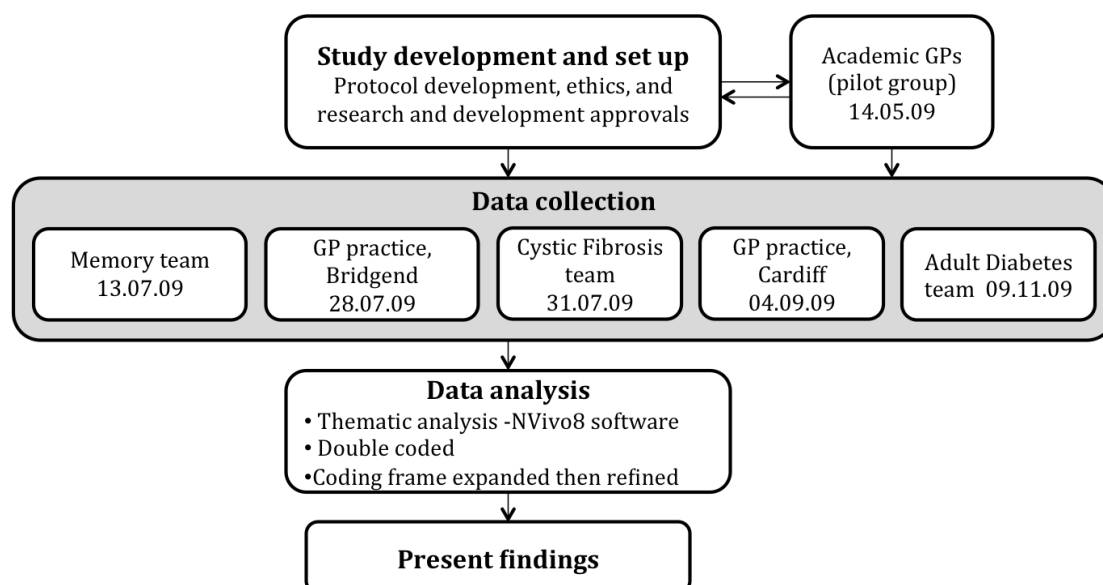 Study development and set up
Protocol development, ethics, and
research and development approvals
Academic GPs
(pilot group)
14.05.09
Data collection
Memory team
13.07.09
GP practice,
Bridgend
28.07.09
Cystic Fibrosis
team
31.07.09
GP practice,
Cardiff
04.09.09
Adult Diabetes
team  09.11.09
Data analysis
• Thematic analysis -NVivo8 software
• Double coded
•Coding frame expanded then refined
Present findings